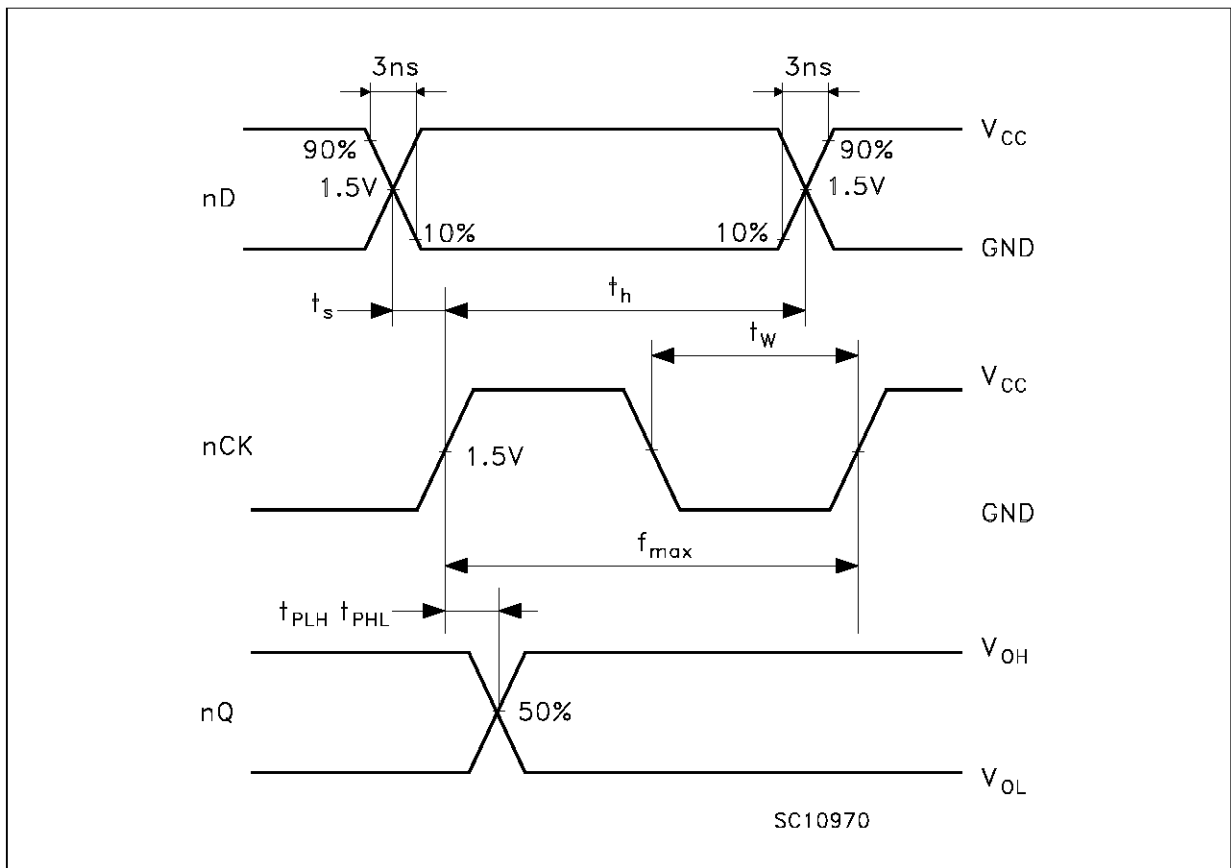 3ns 3ns
V_CC
90% 90%
nD 1.5V 1.5V
10% 10%
GND
t_s t_h
t_W
V_CC
nCK 1.5V
GND
f_max
t_PLH t_PHL
V_OH
nQ 50%
V_OL
SC10970